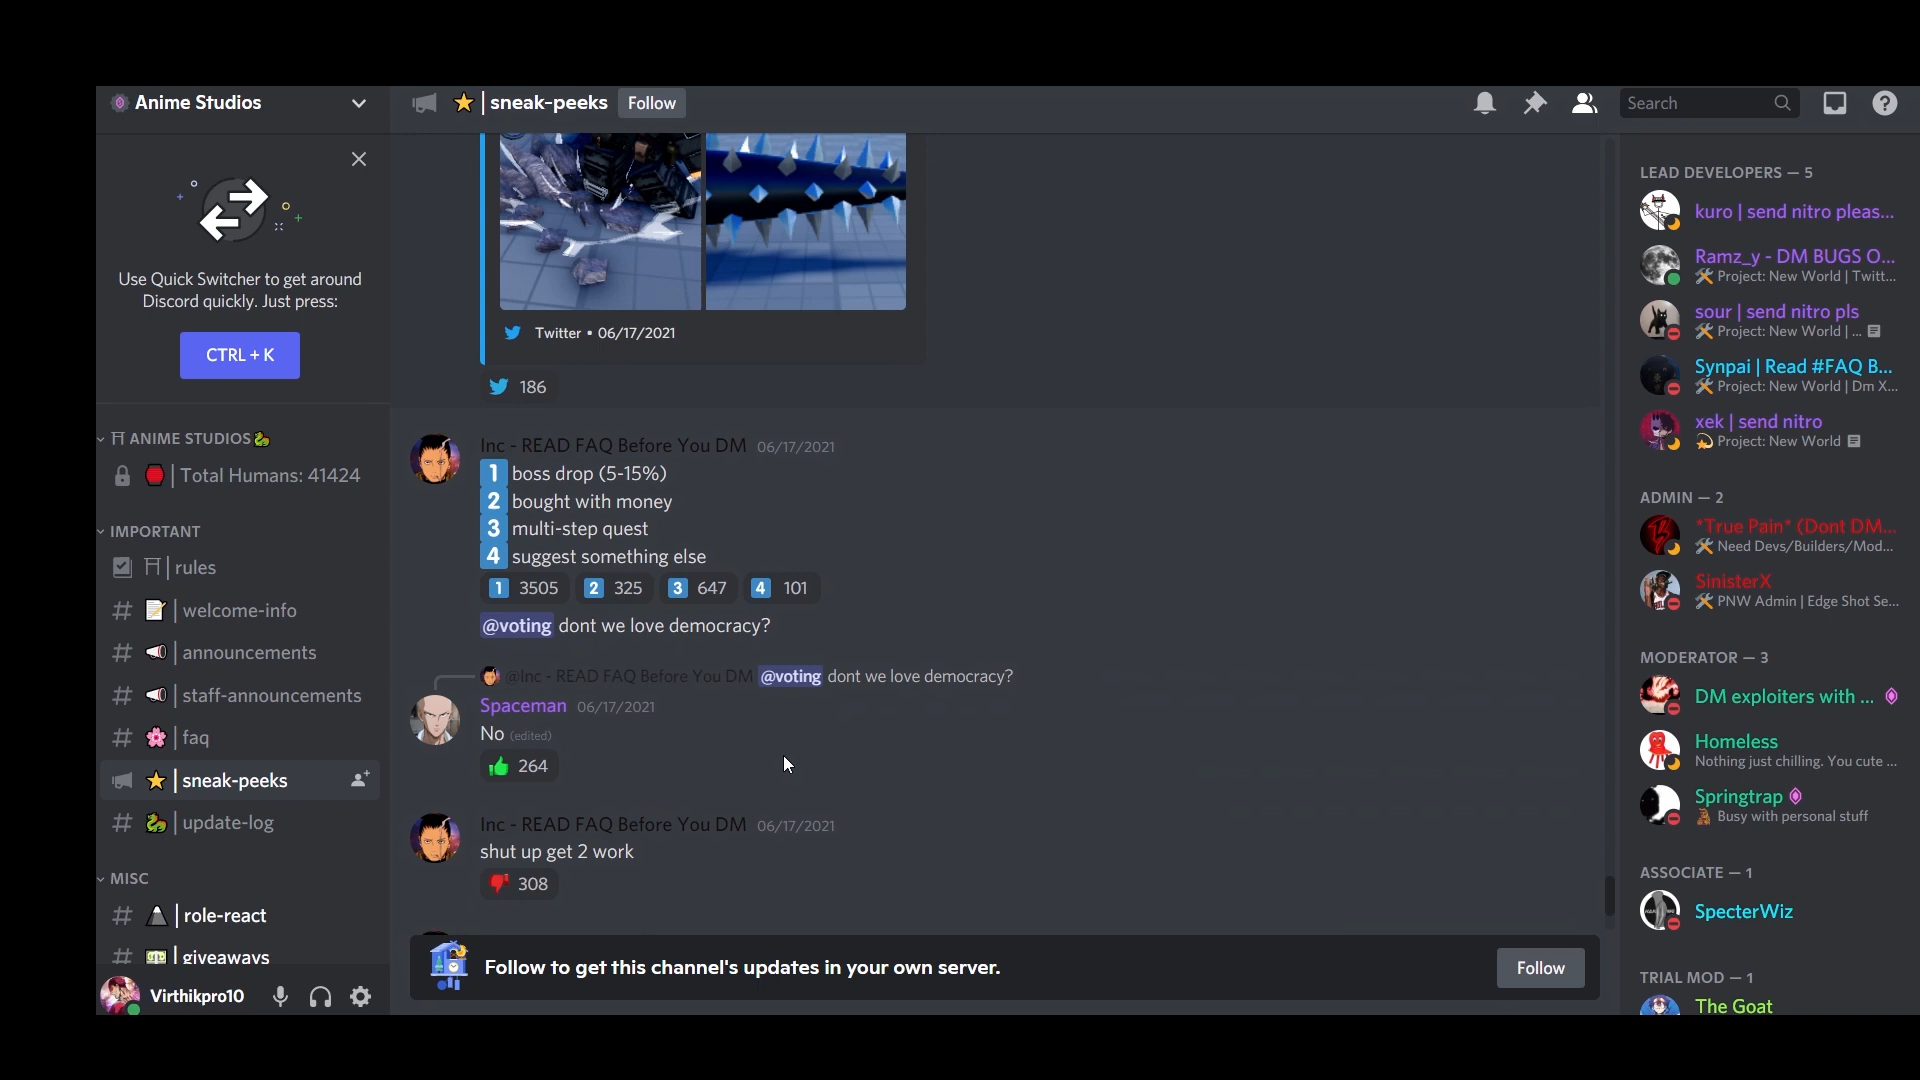 Anime Studios
| sneak-peeks
Follow
Search
Use Quick Switcher to get around
Discord quickly. Just press:
CTRL + K
ANIME STUDIOS
| Total Humans: 41424
IMPORTANT
| rules
| welcome-info
| announcements
| staff-announcements
| faq
| sneak-peeks
| update-log
MISC
| role-react
| giveaways
Virthikpro10
Twitter • 06/17/2021
186
Inc - READ FAQ Before You DM 06/17/2021
1 boss drop (5-15%)
2 bought with money
3 multi-step quest
4 suggest something else
1 3505 2 325 3 647 4 101
@voting dont we love democracy?
@Inc - READ FAQ Before You DM @voting dont we love democracy?
Spaceman 06/17/2021
No (edited)
264
Inc - READ FAQ Before You DM 06/17/2021
shut up get 2 work
308
Follow to get this channel's updates in your own server.
Follow
LEAD DEVELOPERS — 5
kuro | send nitro pleas...
Ramz_y - DM BUGS O...
Project: New World | Twitt...
sour | send nitro pls
Project: New World | ...
Synpai | Read #FAQ B...
Project: New World | Dm X...
xek | send nitro
Project: New World
ADMIN — 2
*True Pain* (Dont DM...
Need Devs/Builders/Mod...
SinisterX
PNW Admin | Edge Shot Se...
MODERATOR — 3
DM exploiters with ...
Homeless
Nothing just chilling. You cute ...
Springtrap
Busy with personal stuff
ASSOCIATE — 1
SpecterWiz
TRIAL MOD — 1
The Goat